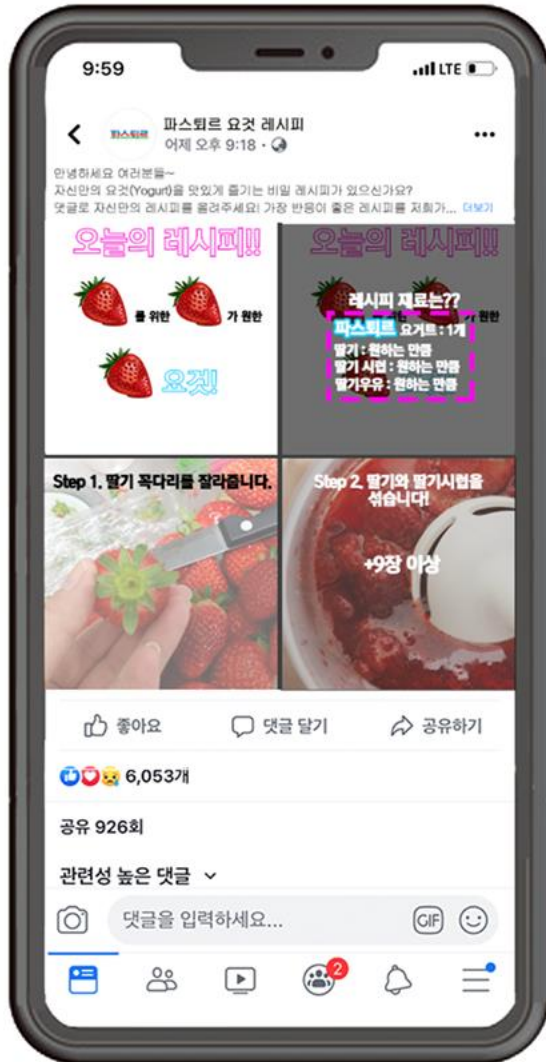 9:59
LTE
파스퇴르
파스퇴르 요것 레시피
어제 오후 9:18 ·
안녕하세요 여러분들~
자신만의 요것(Yogurt)을 맛있게 즐기는 비밀 레시피가 있으신가요?
댓글로 자신만의 레시피를 올려주세요! 가장 반응이 좋은 레시피를 저희가... 더보기
오늘의 레시피!!
를 위한
가 원한
요것!
오늘의 레시피!!
레시피 재료는??
가 원한
파스퇴르 요거트 : 1개
딸기 : 원하는 만큼
딸기 시럽 : 원하는 만큼
딸기우유 : 원하는 만큼
Step 1. 딸기 꼭다리를 잘라줍니다.
Step 2. 딸기와 딸기시럽을
섞습니다!
+9장 이상
좋아요
댓글 달기
공유하기
6,053개
공유 926회
관련성 높은 댓글
댓글을 입력하세요...
GIF
2